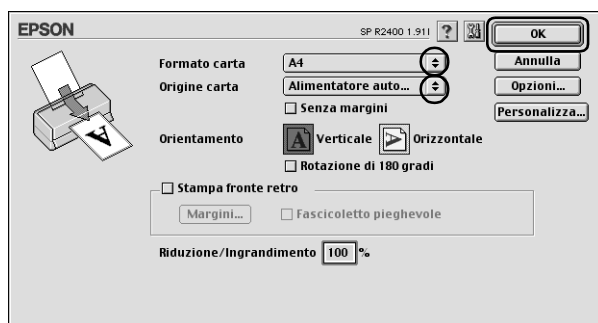 EPSON
SP R2400 1.91I ?
OK
Formato carta A4
Annulla
Origine carta Alimentatore auto...
Opzioni...
Senza margini
Personalizza...
Orientamento A Verticale A Orizzontale
Rotazione di 180 gradi
Stampa fronte retro
Margini... Fascicoletto pieghevole
Riduzione/Ingrandimento 100 %
A